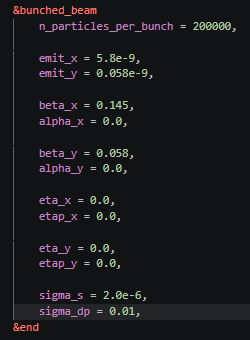 &bunched_beam
n_particles_per_bunch = 200000,
emit_x = 5.8e-9,
emit_y = 0.058e-9,
beta_x = 0.145,
alpha_x = 0.0,
beta_y = 0.058,
alpha_y = 0.0,
eta_x = 0.0,
etap_x = 0.0,
eta_y = 0.0,
etap_y = 0.0,
sigma_s = 2.0e-6,
sigma_dp = 0.01,
&end